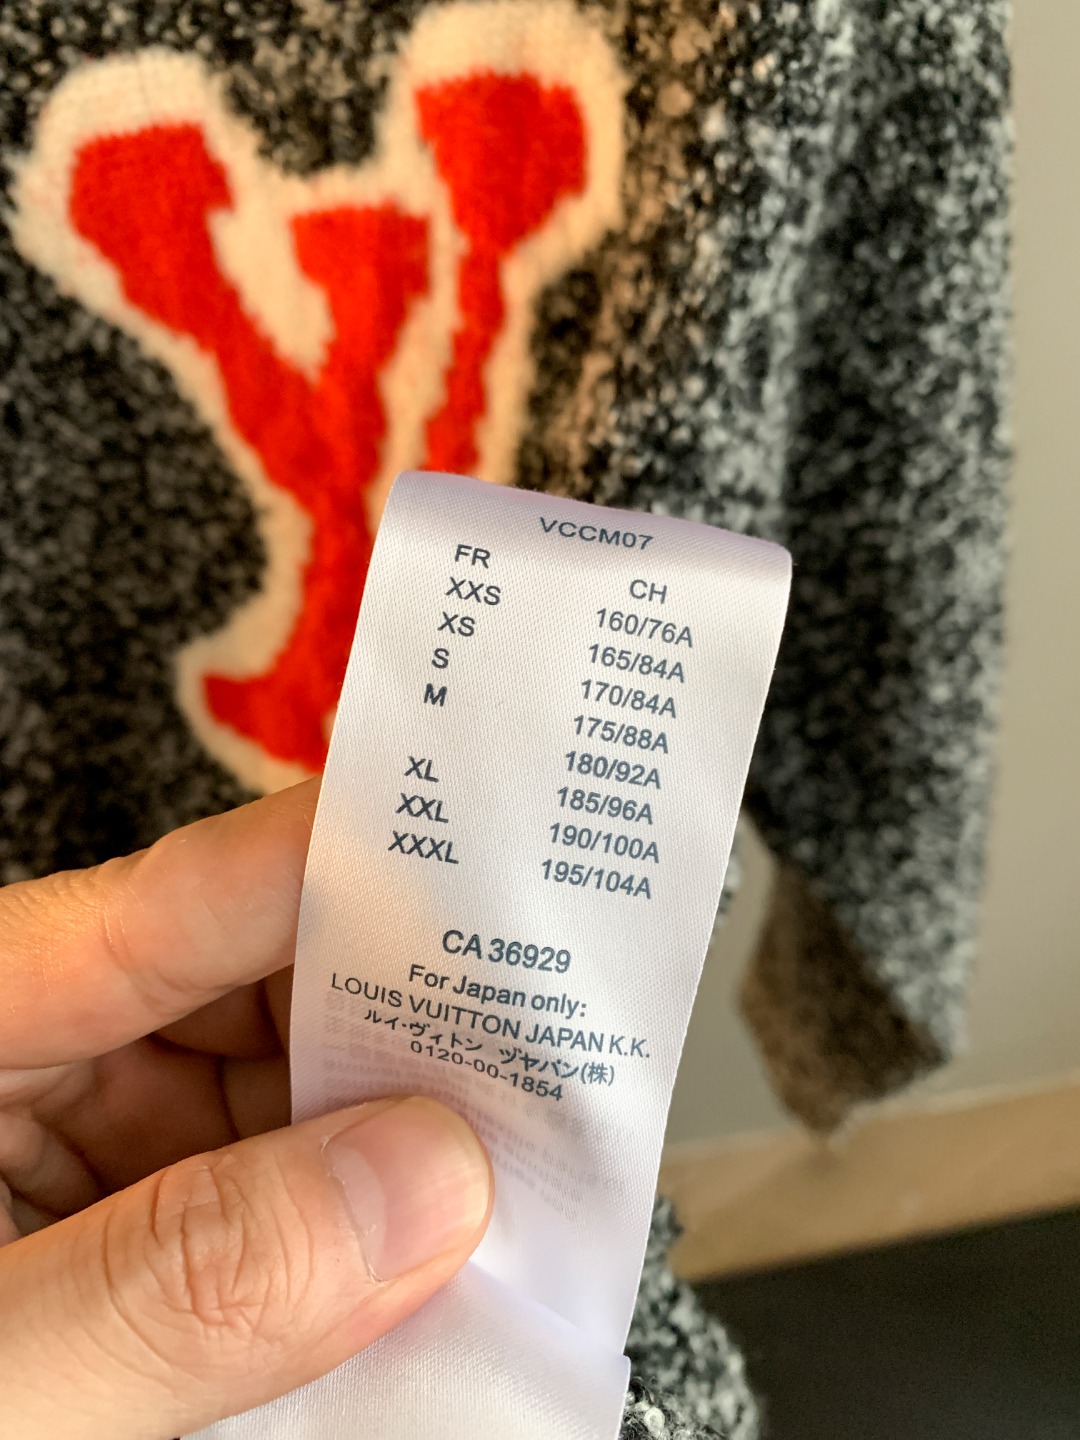 VCCM07
FR CH
XXS 160/76A
XS 165/84A
S 170/84A
M 175/88A
180/92A
XL 185/96A
XXL 190/100A
XXXL 195/104A
CA 36929
For Japan only:
LOUIS VUITTON JAPAN K.K.
ルイ・ヴィトン ヅヤパン(株)
0120-00-1854